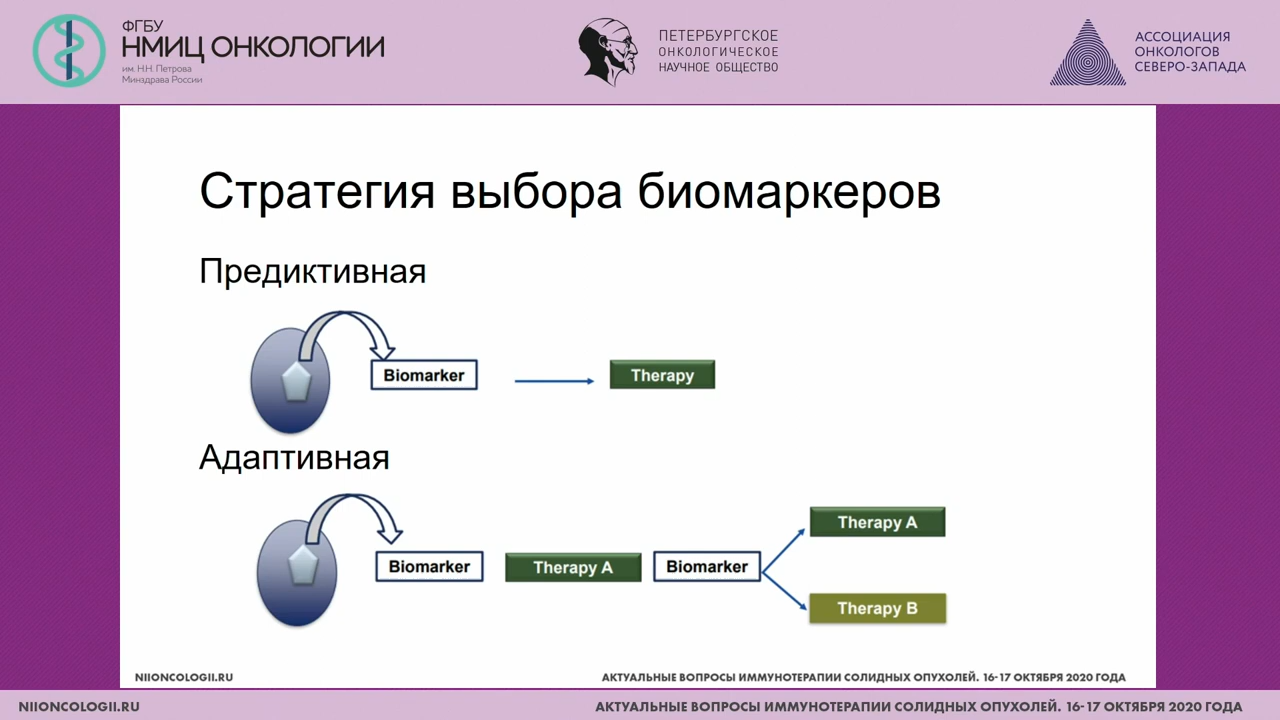 ФГБУ
НМИЦ ОНКОЛОГИИ
им. Н.Н. Петрова
Минздрава России
ПЕТЕРБУРГСКОЕ
ОНКОЛОГИЧЕСКОЕ
НАУЧНОЕ ОБЩЕСТВО
АССОЦИАЦИЯ
ОНКОЛОГОВ
СЕВЕРО-ЗАПАДА
Стратегия выбора биомаркеров
Предиктивная
Biomarker
Therapy
Адаптивная
Biomarker
Therapy A
Biomarker
Therapy A
Therapy B
NIIONCOLOGII.RU
АКТУАЛЬНЫЕ ВОПРОСЫ ИММУНОТЕРАПИИ СОЛИДНЫХ ОПУХОЛЕЙ. 16-17 ОКТЯБРЯ 2020 ГОДА
NIIONCOLOGII.RU
АКТУАЛЬНЫЕ ВОПРОСЫ ИММУНОТЕРАПИИ СОЛИДНЫХ ОПУХОЛЕЙ. 16-17 ОКТЯБРЯ 2020 ГОДА